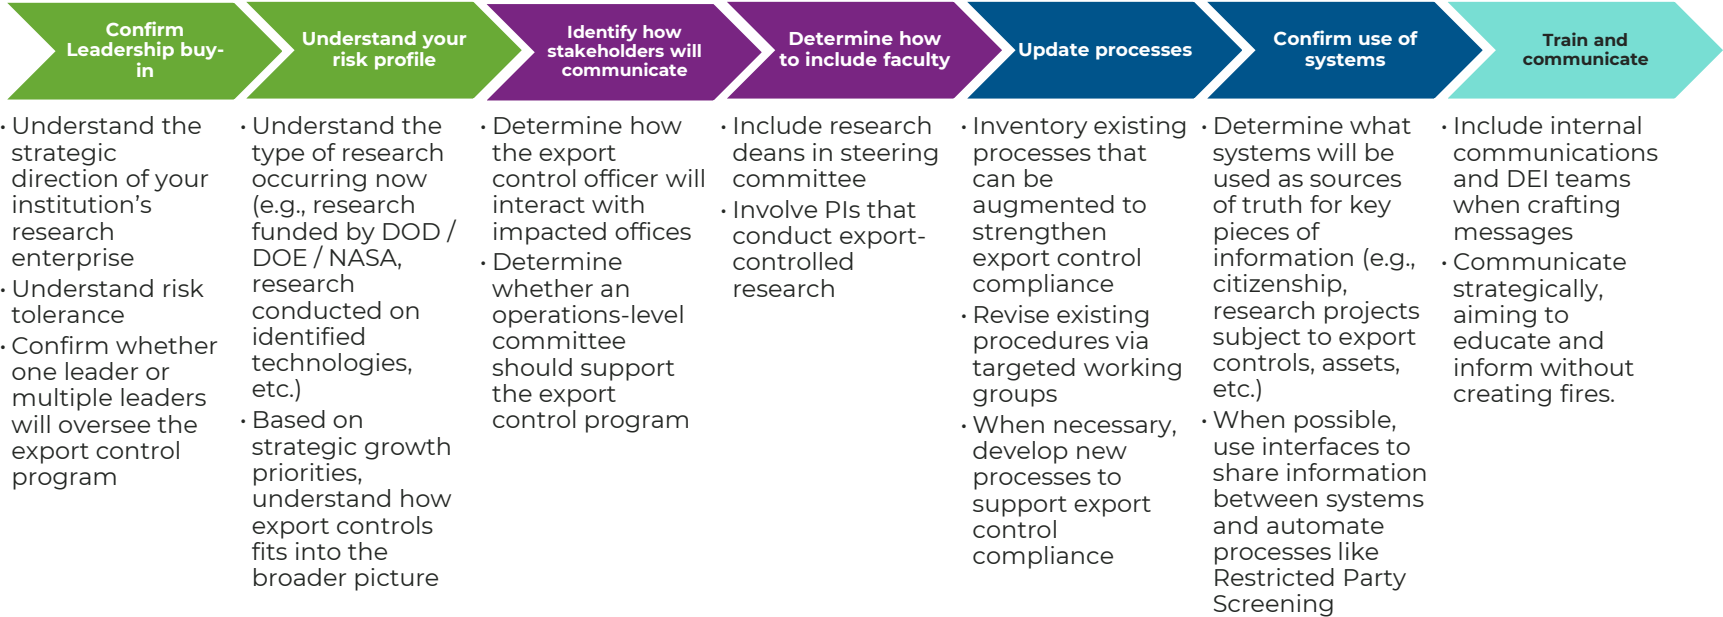 Confirm
Leadership buy-
in
Understand your
risk profile
Identify how
stakeholders will
communicate
Determine how
to include faculty
Update processes
Confirm use of
systems
Train and
communicate
• Understand the
strategic
direction of your
institution’s
research
enterprise
• Understand risk
tolerance
• Confirm whether
one leader or
multiple leaders
will oversee the
export control
program
• Understand the
type of research
occurring now
(e.g., research
funded by DOD /
DOE / NASA,
research
conducted on
identified
technologies,
etc.)
• Based on
strategic growth
priorities,
understand how
export controls
fits into the
broader picture
• Determine how
the export
control officer will
interact with
impacted offices
• Determine
whether an
operations-level
committee
should support
the export
control program
• Include research
deans in steering
committee
• Involve PIs that
conduct export-
controlled
research
• Inventory existing
processes that
can be
augmented to
strengthen
export control
compliance
• Revise existing
procedures via
targeted working
groups
• When necessary,
develop new
processes to
support export
control
compliance
• Determine what
systems will be
used as sources
of truth for key
pieces of
information (e.g.,
citizenship,
research projects
subject to export
controls, assets,
etc.)
• When possible,
use interfaces to
share information
between systems
and automate
processes like
Restricted Party
Screening
• Include internal
communications
and DEI teams
when crafting
messages
• Communicate
strategically,
aiming to
educate and
inform without
creating fires.